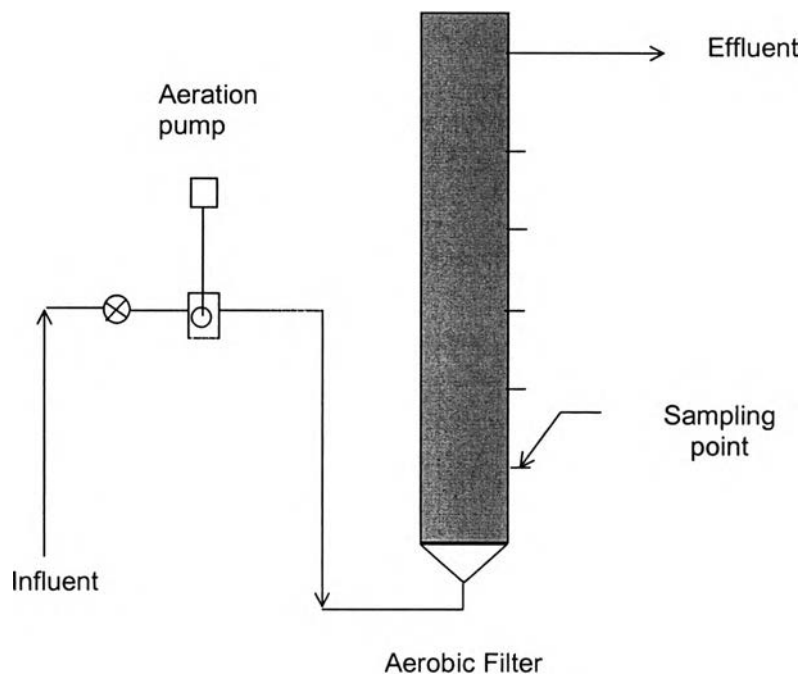 Effluent
Aeration
pump
Sampling
point
Influent
Aerobic Filter